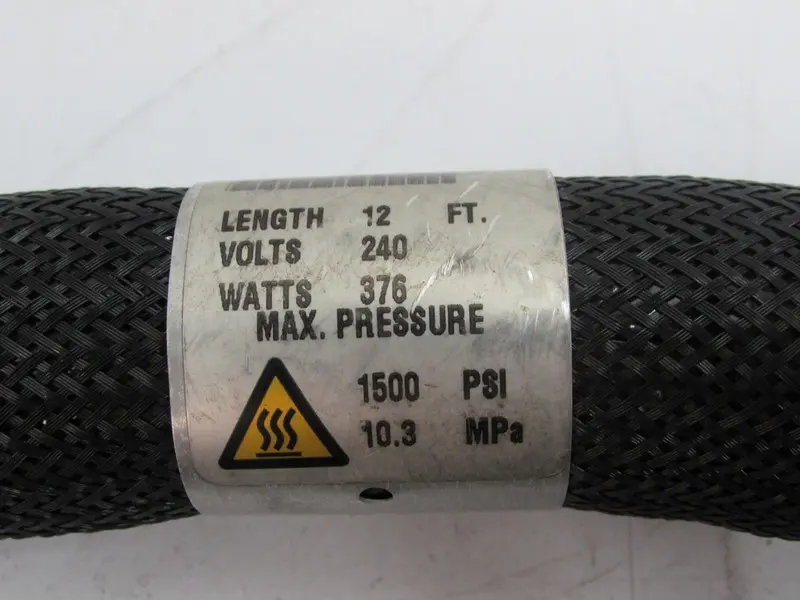 LENGTH 12 FT.
VOLTS 240
WATTS 376
MAX. PRESSURE
1500 PSI
10.3 MPa